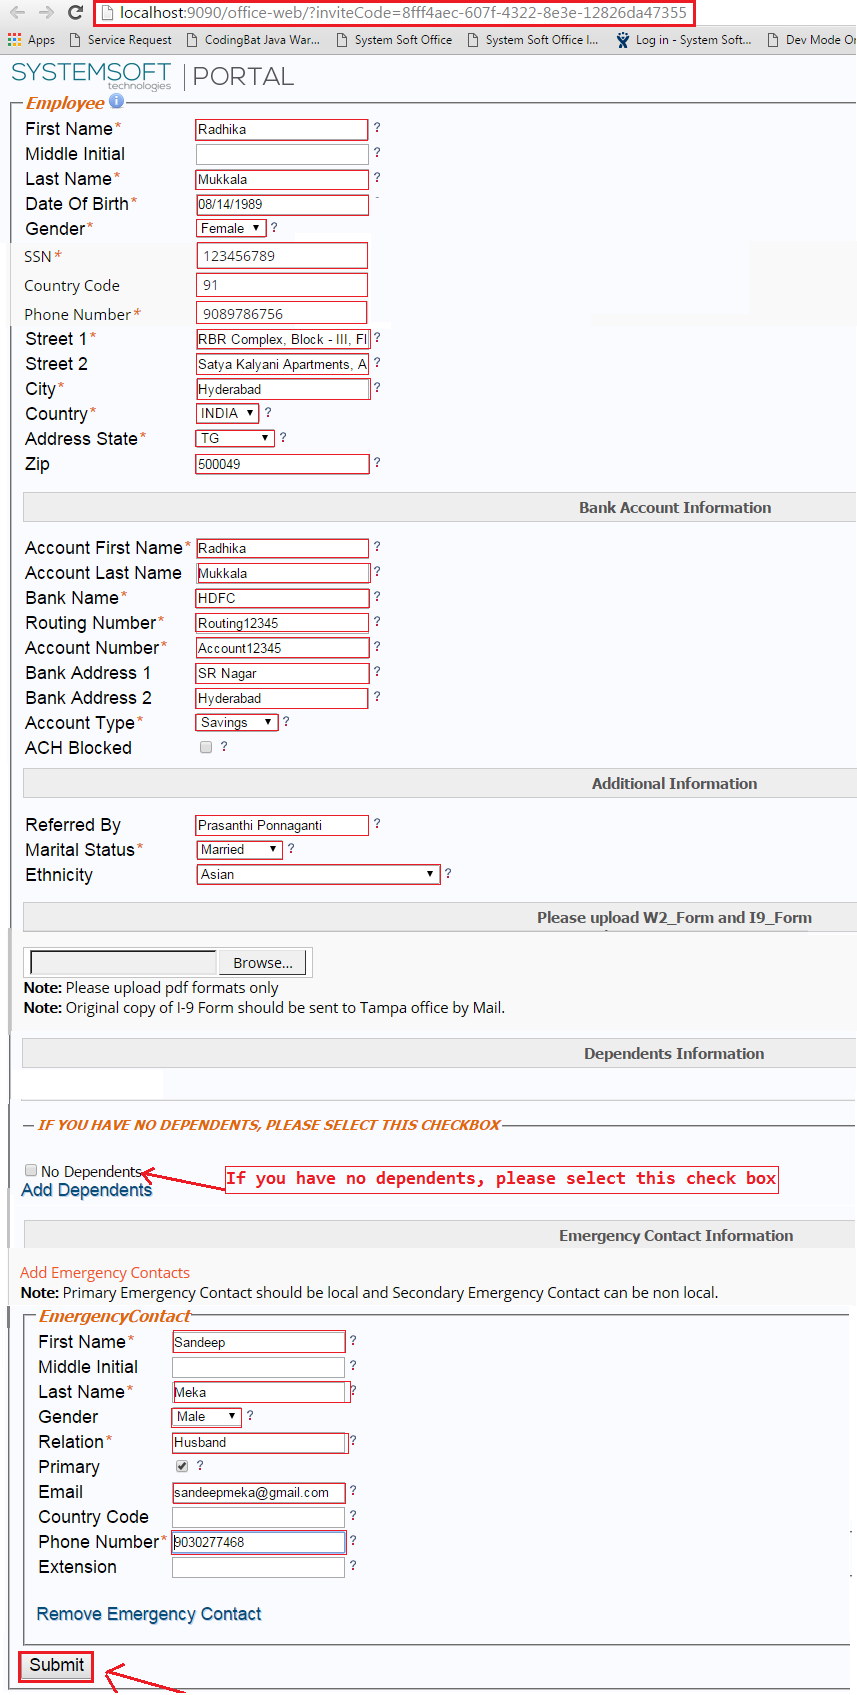 localhost:9090/office-web/?inviteCode=8fff4aec-607f-4322-8e3e-12826da47355
Apps Service Request CodingBat Java War... System Soft Office System Soft Office I... Log in - System Soft... Dev Mode On
SYSTEMSOFT technologies | PORTAL
Employee
First Name* Radhika ?
Middle Initial ?
Last Name* Mukkala ?
Date Of Birth* 08/14/1989
Gender* Female ?
SSN* 123456789
Country Code 91
Phone Number* 9089786756
Street 1* RBR Complex, Block - III, Fl ?
Street 2 Satya Kalyani Apartments, A ?
City* Hyderabad ?
Country* INDIA ?
Address State* TG ?
Zip 500049 ?
Bank Account Information
Account First Name* Radhika ?
Account Last Name Mukkala ?
Bank Name* HDFC ?
Routing Number* Routing12345 ?
Account Number* Account12345 ?
Bank Address 1 SR Nagar ?
Bank Address 2 Hyderabad ?
Account Type* Savings ?
ACH Blocked ?
Additional Information
Referred By Prasanthi Ponnaganti ?
Marital Status* Married ?
Ethnicity Asian ?
Please upload W2_Form and I9_Form
Browse...
Note: Please upload pdf formats only
Note: Original copy of I-9 Form should be sent to Tampa office by Mail.
Dependents Information
IF YOU HAVE NO DEPENDENTS, PLEASE SELECT THIS CHECKBOX
No Dependents If you have no dependents, please select this check box
Add Dependents
Emergency Contact Information
Add Emergency Contacts
Note: Primary Emergency Contact should be local and Secondary Emergency Contact can be non local.
EmergencyContact
First Name* Sandeep ?
Middle Initial ?
Last Name* Meka ?
Gender Male ?
Relation* Husband ?
Primary ?
Email sandeepmeka@gmail.com ?
Country Code ?
Phone Number* 9030277468 ?
Extension ?
Remove Emergency Contact
Submit